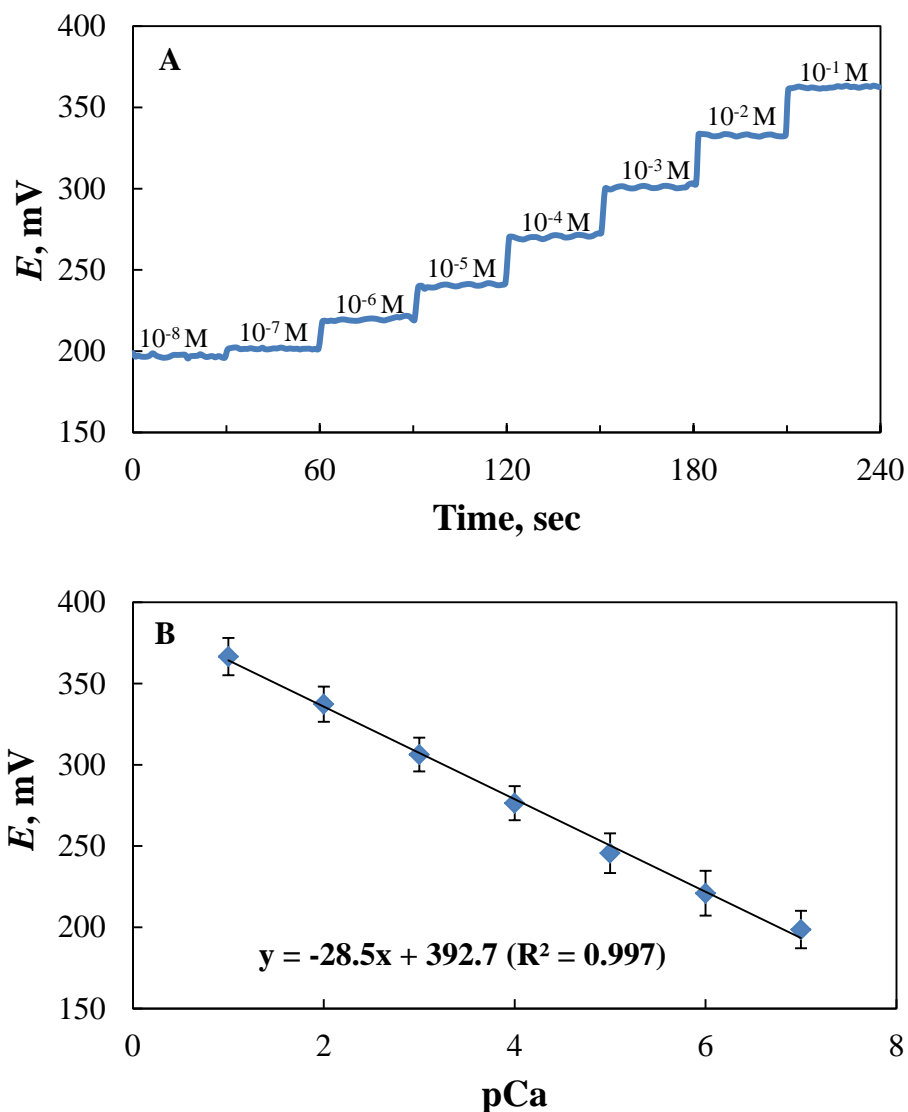 400
A
10⁻¹ M
350
10⁻² M
10⁻³ M
300
10⁻⁴ M
E, mV
250
10⁻⁵ M
10⁻⁶ M
10⁻⁸ M
10⁻⁷ M
200
150
0 60 120 180 240
Time, sec
400
B
350
300
E, mV
250
200
y = -28.5x + 392.7 (R² = 0.997)
150
0 2 4 6 8
pCa